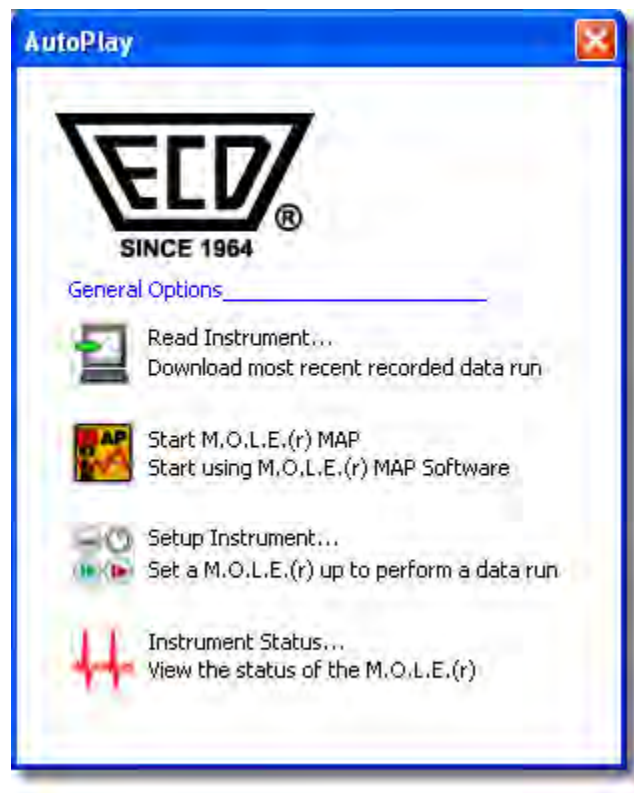 AutoPlay
ECD®
SINCE 1964
General Options
Read Instrument...
Download most recent recorded data run
MAP
Start M.O.L.E.(r) MAP
Start using M.O.L.E.(r) MAP Software
Setup Instrument...
Set a M.O.L.E.(r) up to perform a data run
Instrument Status...
View the status of the M.O.L.E.(r)